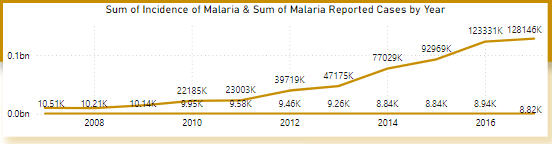 Sum of Incidence of Malaria & Sum of Malaria Reported Cases by Year
123331K 128146K
92969K
0.1bn 77029K
39719K 47175K
22185K 23003K
10.51K 10.21K 10.14K 9.95K 9.58K 9.46K 9.26K 8.84K 8.84K 8.94K 8.82K
0.0bn
2008 2010 2012 2014 2016